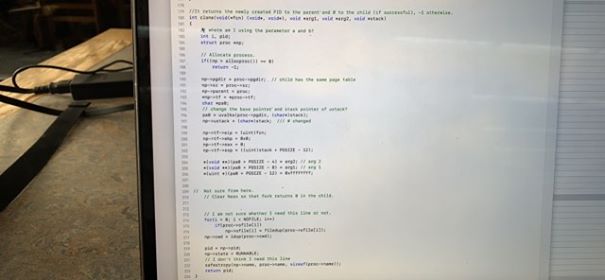 //It returns the newly created PID to the parent and 0 to the child (if successful), -1 otherwise.
int clone(void(*fcn) (void*, void*), void *arg1, void *arg2, void *stack)
{
where am I using the parameter a and b?
int i, pid;
struct proc *np;
// Allocate process.
if((np = allocproc()) == 0)
return -1;
np->pgdir = proc->pgdir; // child has the same page table
np->sz = proc->sz;
np->parent = proc;
*np->tf = *proc->tf;
char *pa0;
// change the base pointer and stack pointer of ustack?
pa0 = uva2ka(proc->pgdir, (char*)stack);
np->ustack = (char*)stack; /// # changed
np->tf->eip = (uint)fcn;
np->tf->eax = 0;
np->tf->esp = ((uint)stack + PGSIZE - 12);
*(void **)(pa0 + PGSIZE - 4) = arg2; // arg 2
*(void **)(pa0 + PGSIZE - 8) = arg1; // arg 1
*(uint *)(pa0 + PGSIZE - 12) = 0xffffffff;
// Not sure from here.
// Clear %eax so that fork returns 0 in the child.
// I am not sure whether I need this line or not.
for(i = 0; i < NOFILE; i++)
if(proc->ofile[i])
np->ofile[i] = filedup(proc->ofile[i]);
np->cwd = idup(proc->cwd);
pid = np->pid;
np->state = RUNNABLE;
// I don't think I need this line
safestrcpy(np->name, proc->name, sizeof(proc->name));
return pid;
}